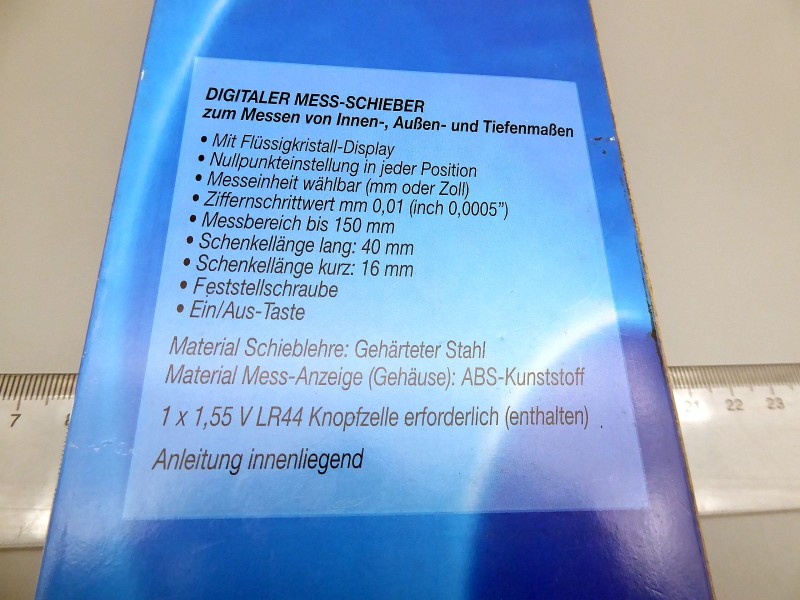 DIGITALER MESS-SCHIEBER
zum Messen von Innen-, Außen- und Tiefenmaßen
• Mit Flüssigkristall-Display
• Nullpunkteinstellung in jeder Position
• Messeinheit wählbar (mm oder Zoll)
• Ziffernschrittwert mm 0,01 (inch 0,0005”)
• Messbereich bis 150 mm
• Schenkellänge lang: 40 mm
• Schenkellänge kurz: 16 mm
• Feststellschraube
• Ein/Aus-Taste
Material Schieblehre: Gehärteter Stahl
Material Mess-Anzeige (Gehäuse): ABS-Kunststoff
1 x 1,55 V LR44 Knopfzelle erforderlich (enthalten)
Anleitung innenliegend
7 21 22 23